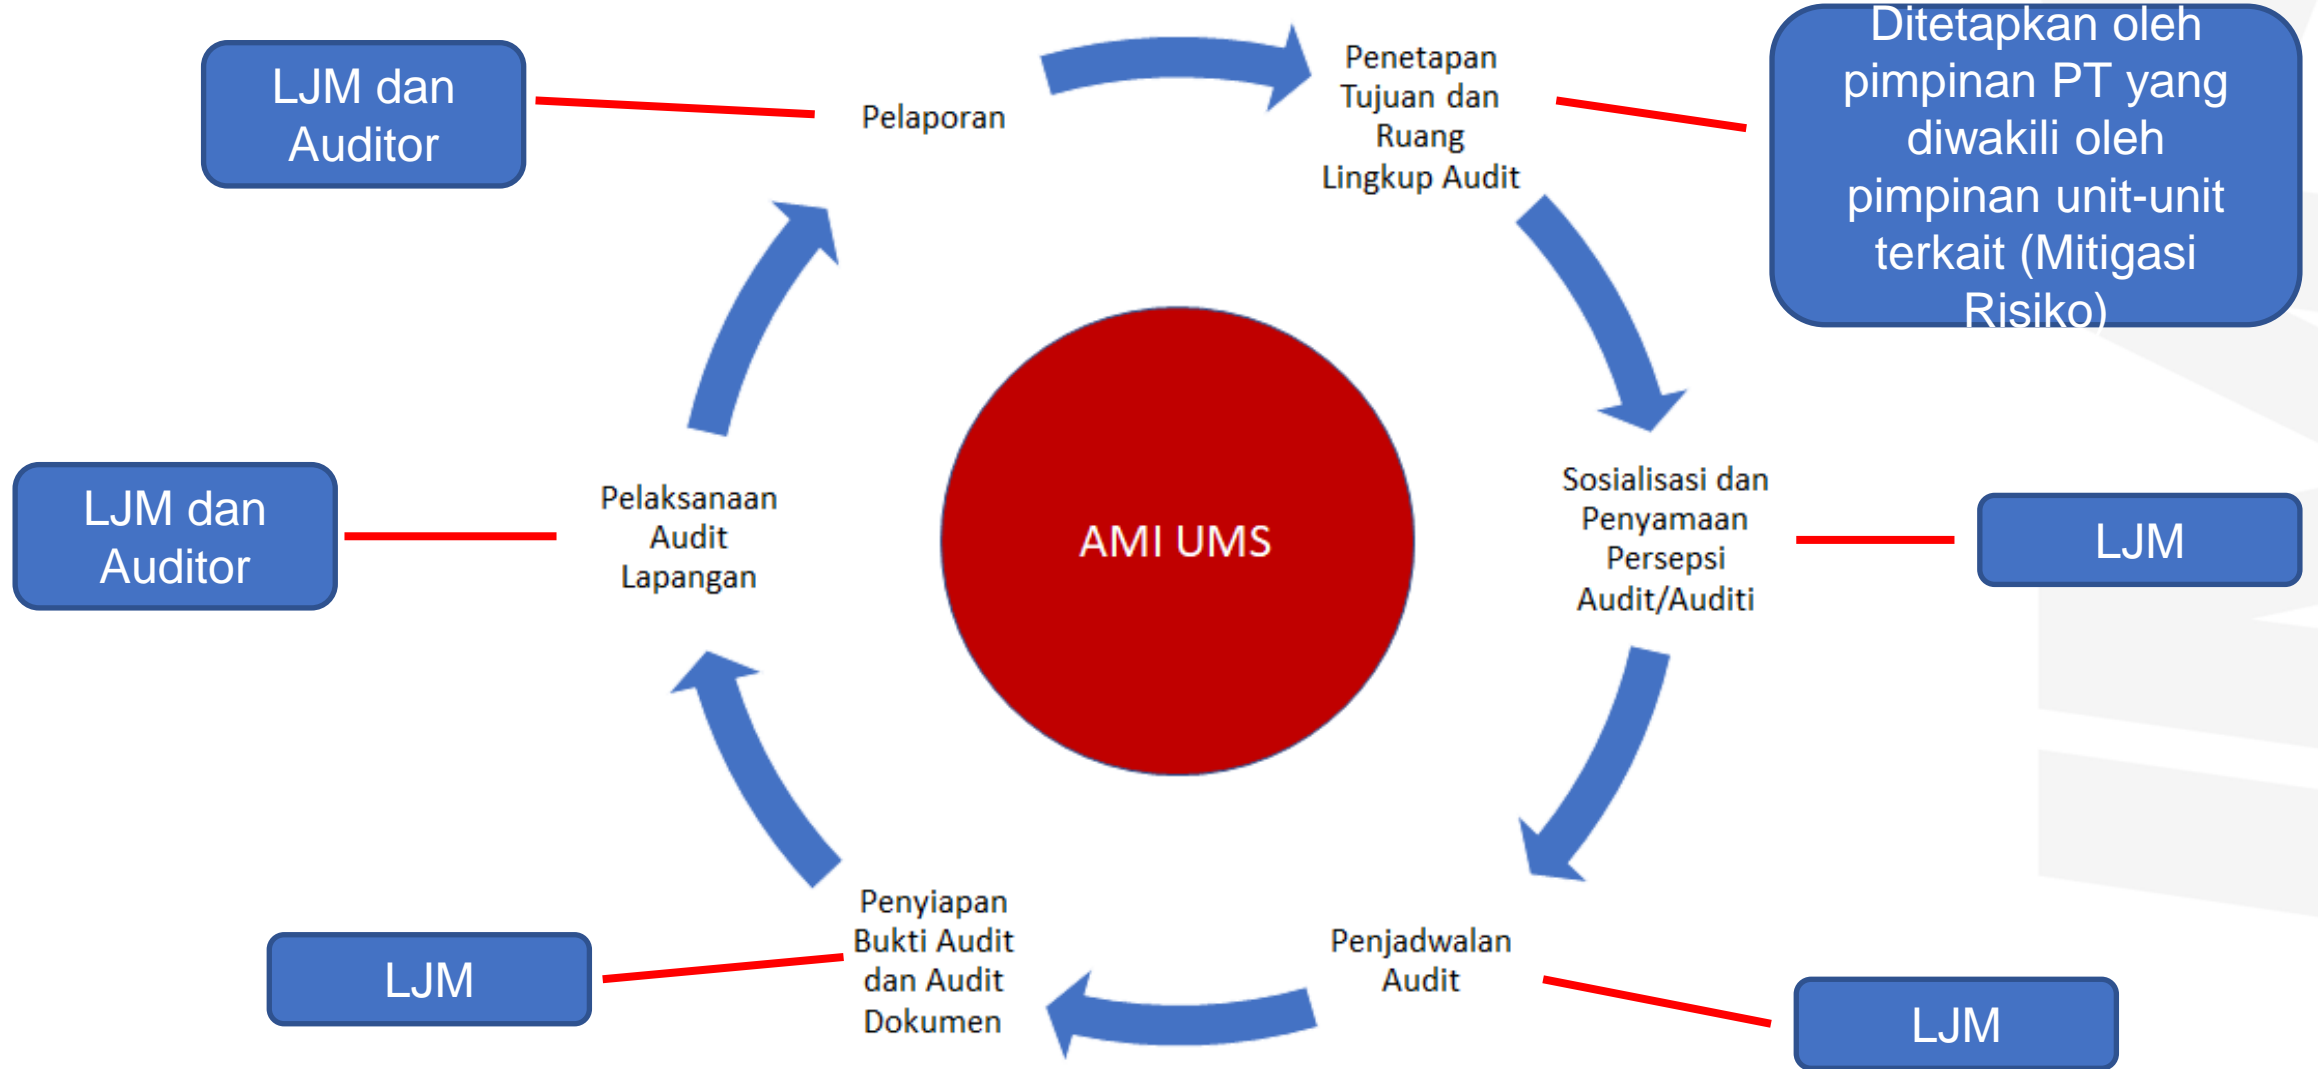 LJM dan
Auditor
Pelaporan
Penetapan
Tujuan dan
Ruang
Lingkup Audit
Ditetapkan oleh
pimpinan PT yang
diwakili oleh
pimpinan unit-unit
terkait (Mitigasi
Risiko)
LJM dan
Auditor
Pelaksanaan
Audit
Lapangan
AMI UMS
Sosialisasi dan
Penyamaan
Persepsi
Audit/Auditi
LJM
LJM
Penyiapan
Bukti Audit
dan Audit
Dokumen
Penjadwalan
Audit
LJM